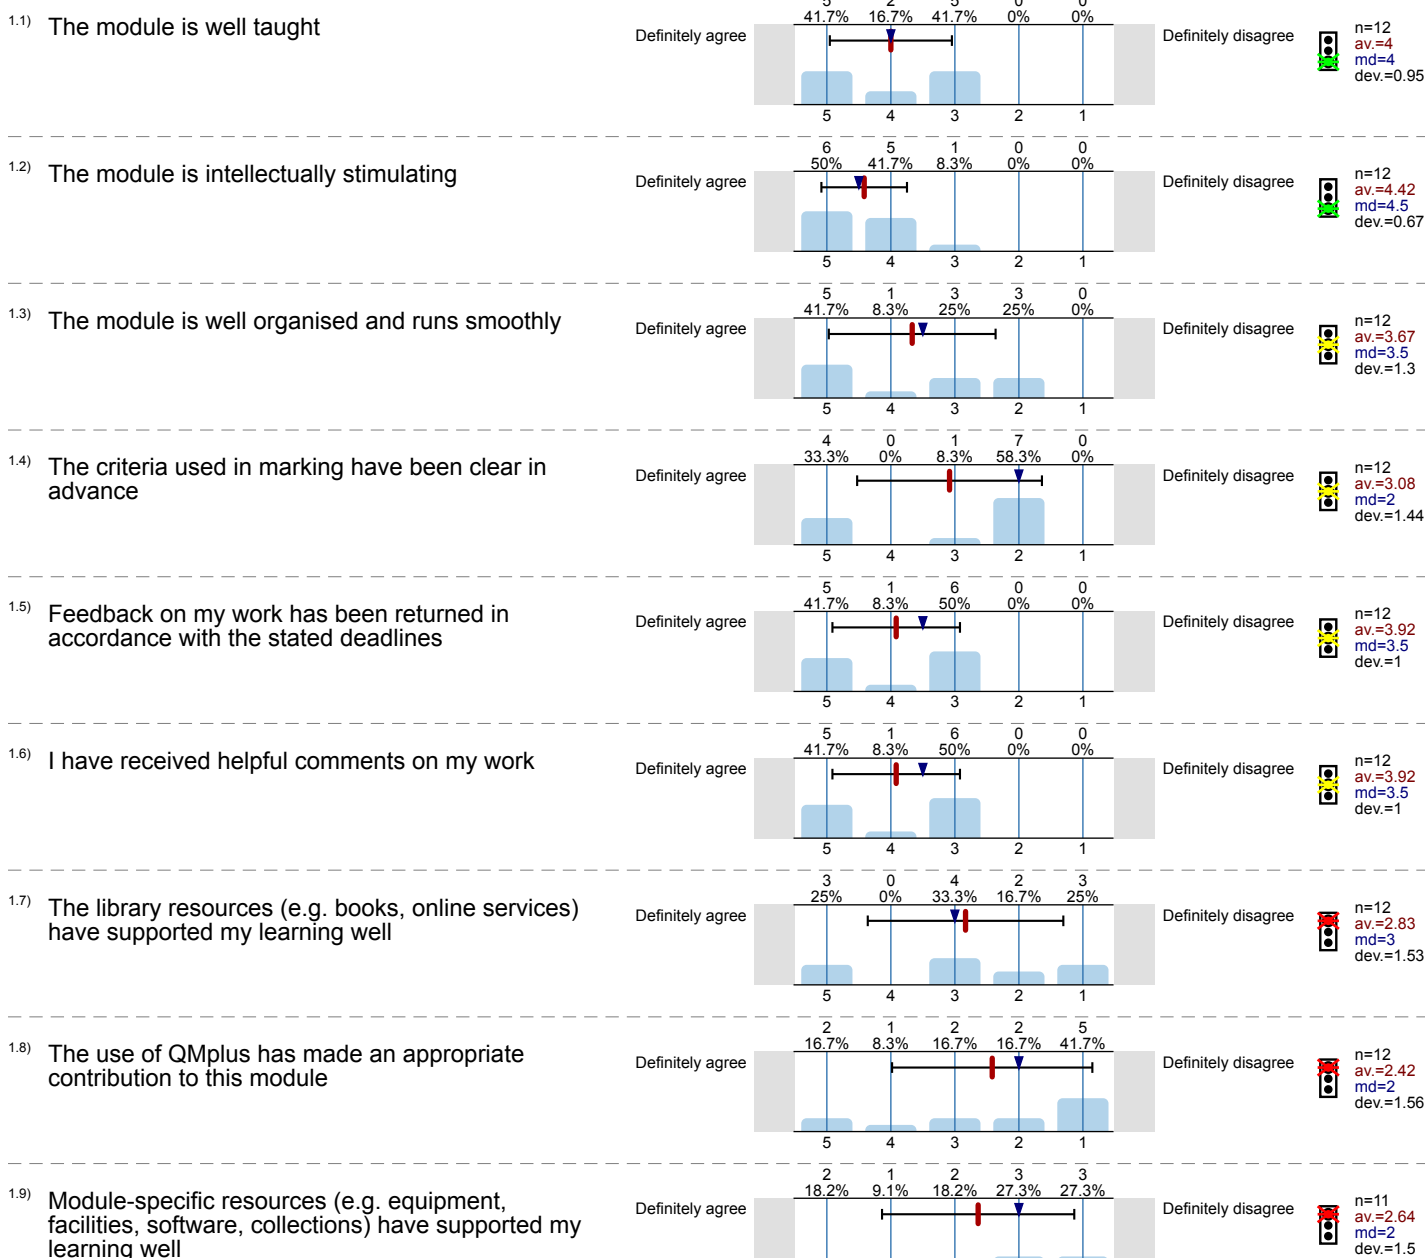 5 2 5 0 0
1.1) The module is well taught
41.7% 16.7% 41.7% 0% 0%
Definitely agree Definitely disagree
n=12
av.=4
md=4
dev.=0.95
5 4 3 2 1
6 5 1 0 0
1.2) The module is intellectually stimulating
50% 41.7% 8.3% 0% 0%
Definitely agree Definitely disagree
n=12
av.=4.42
md=4.5
dev.=0.67
5 4 3 2 1
5 1 3 3 0
1.3) The module is well organised and runs smoothly
41.7% 8.3% 25% 25% 0%
Definitely agree Definitely disagree
n=12
av.=3.67
md=3.5
dev.=1.3
5 4 3 2 1
4 0 1 7 0
1.4) The criteria used in marking have been clear in
advance
33.3% 0% 8.3% 58.3% 0%
Definitely agree Definitely disagree
n=12
av.=3.08
md=2
dev.=1.44
5 4 3 2 1
5 1 6 0 0
1.5) Feedback on my work has been returned in
accordance with the stated deadlines
41.7% 8.3% 50% 0% 0%
Definitely agree Definitely disagree
n=12
av.=3.92
md=3.5
dev.=1
5 4 3 2 1
5 1 6 0 0
1.6) I have received helpful comments on my work
41.7% 8.3% 50% 0% 0%
Definitely agree Definitely disagree
n=12
av.=3.92
md=3.5
dev.=1
5 4 3 2 1
3 0 4 2 3
1.7) The library resources (e.g. books, online services)
have supported my learning well
25% 0% 33.3% 16.7% 25%
Definitely agree Definitely disagree
n=12
av.=2.83
md=3
dev.=1.53
5 4 3 2 1
2 1 2 2 5
1.8) The use of QMplus has made an appropriate
contribution to this module
16.7% 8.3% 16.7% 16.7% 41.7%
Definitely agree Definitely disagree
n=12
av.=2.42
md=2
dev.=1.56
5 4 3 2 1
2 1 2 3 3
1.9) Module-specific resources (e.g. equipment,
facilities, software, collections) have supported my
learning well
18.2% 9.1% 18.2% 27.3% 27.3%
Definitely agree Definitely disagree
n=11
av.=2.64
md=2
dev.=1.5